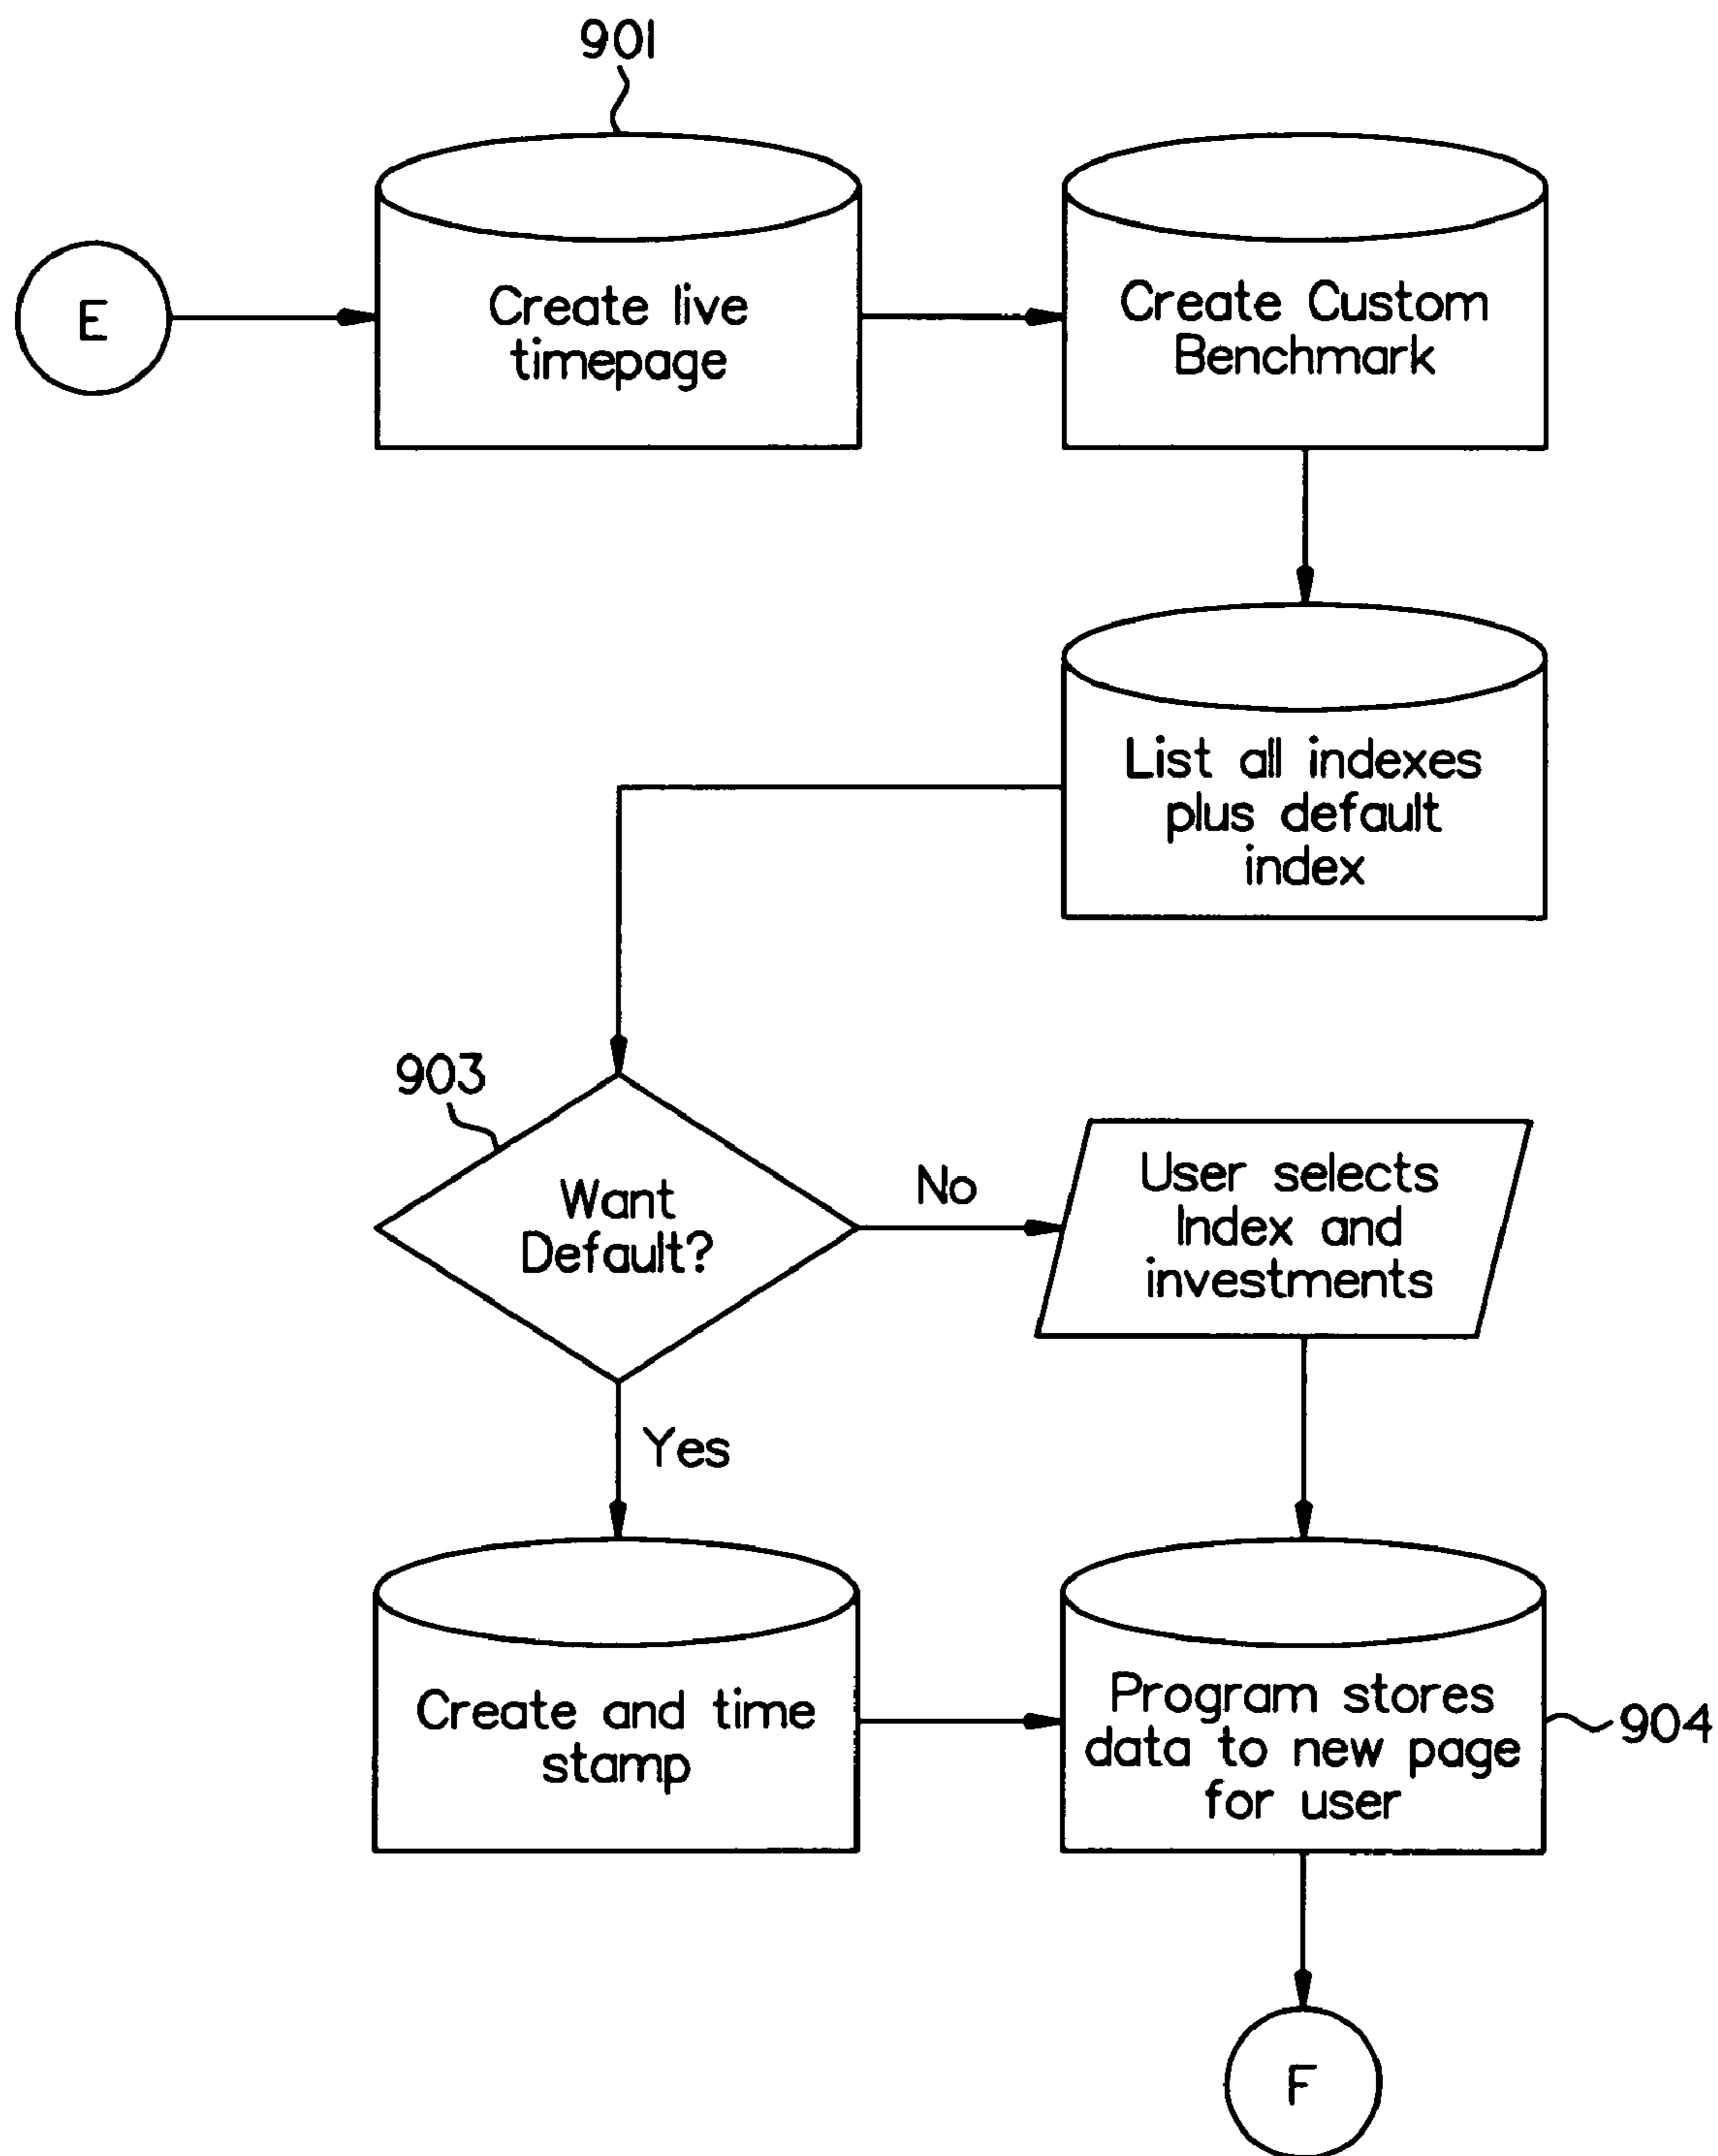 901
E
Create live
timepage
Create Custom
Benchmark
List all indexes
plus default
index
903
Want
Default?
No
User selects
Index and
investments
Yes
Create and time
stamp
Program stores
data to new page
for user
904
F